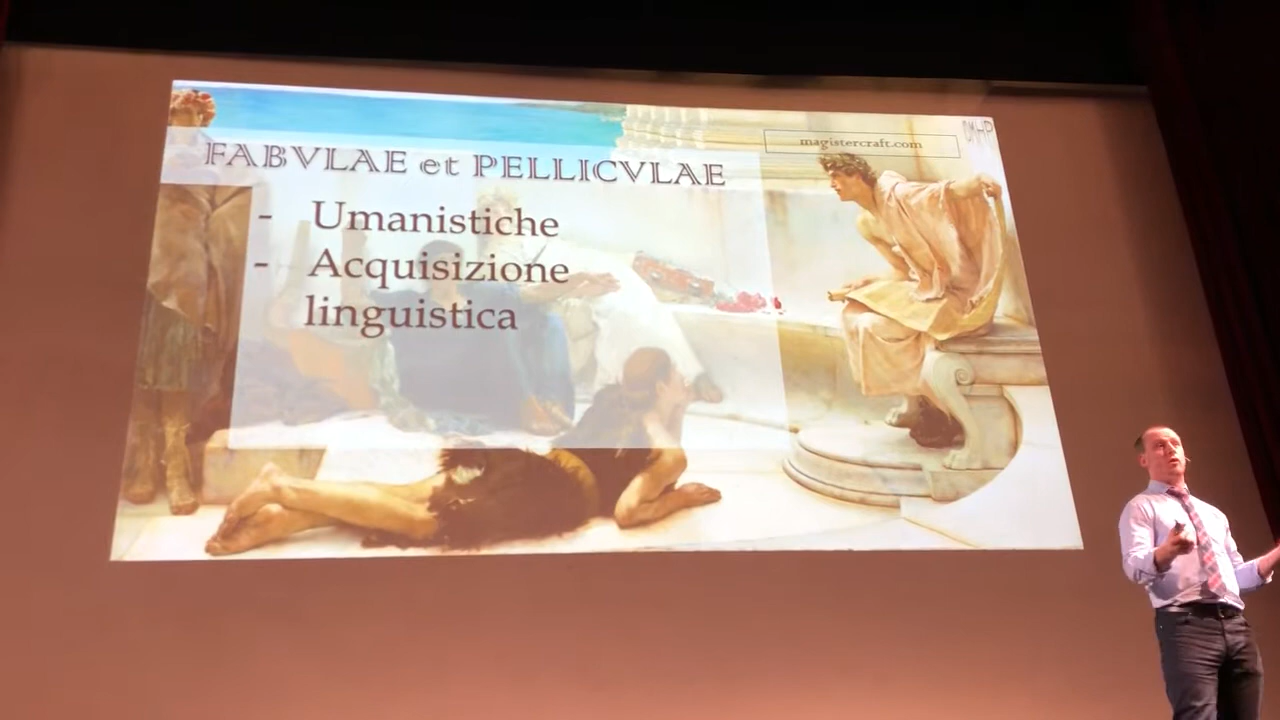 magistercraft.com
FABVLAE et PELLICVLAE
- Umanistiche
- Acquisizione
linguistica